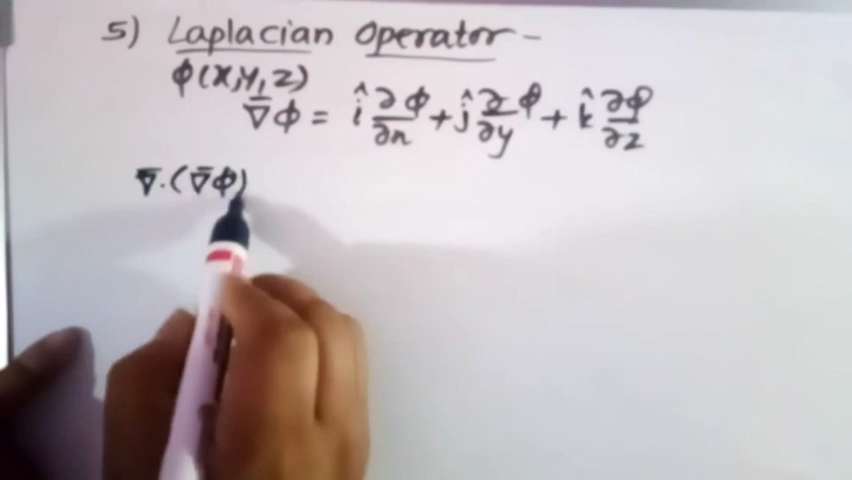 5) Laplacian Operator -
ϕ(x,y,z)
∇̅ϕ = î ∂ϕ/∂x + ĵ ∂ϕ/∂y + k̂ ∂ϕ/∂z
∇̅.(∇̅ϕ)